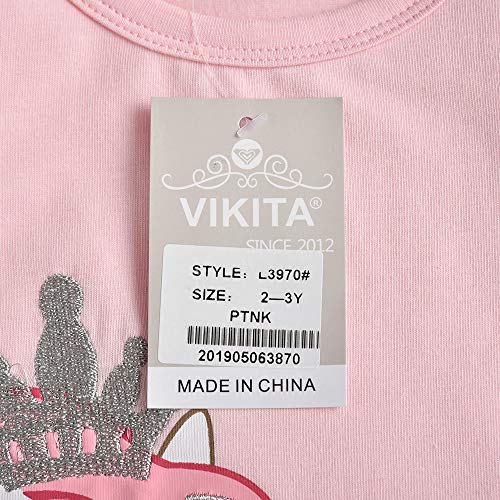 VIKITA®
SINCE 2012
STYLE: L3970#
SIZE: 2—3Y
PTNK
201905063870
MADE IN CHINA